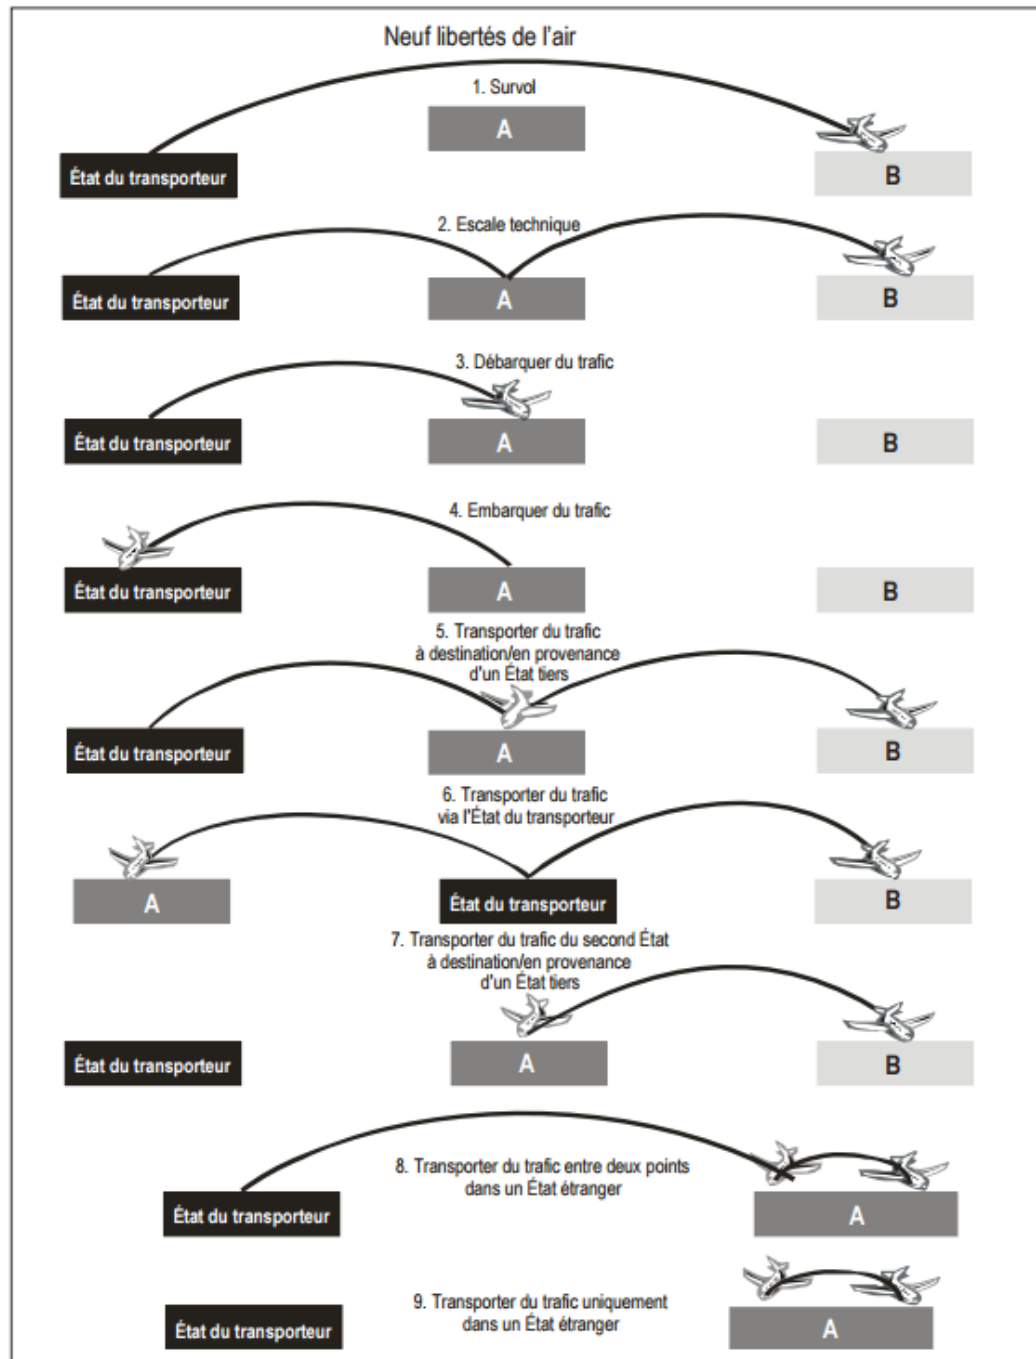 Neuf libertés de l'air
1. Survol
A
État du transporteur
B
2. Escale technique
État du transporteur
A
B
3. Débarquer du trafic
État du transporteur
A
B
4. Embarquer du trafic
État du transporteur
A
B
5. Transporter du trafic
à destination/en provenance
d'un État tiers
État du transporteur
A
B
6. Transporter du trafic
via l'État du transporteur
A
État du transporteur
B
7. Transporter du trafic du second État
à destination/en provenance
d'un État tiers
État du transporteur
A
B
8. Transporter du trafic entre deux points
dans un État étranger
État du transporteur
A
9. Transporter du trafic uniquement
dans un État étranger
État du transporteur
A